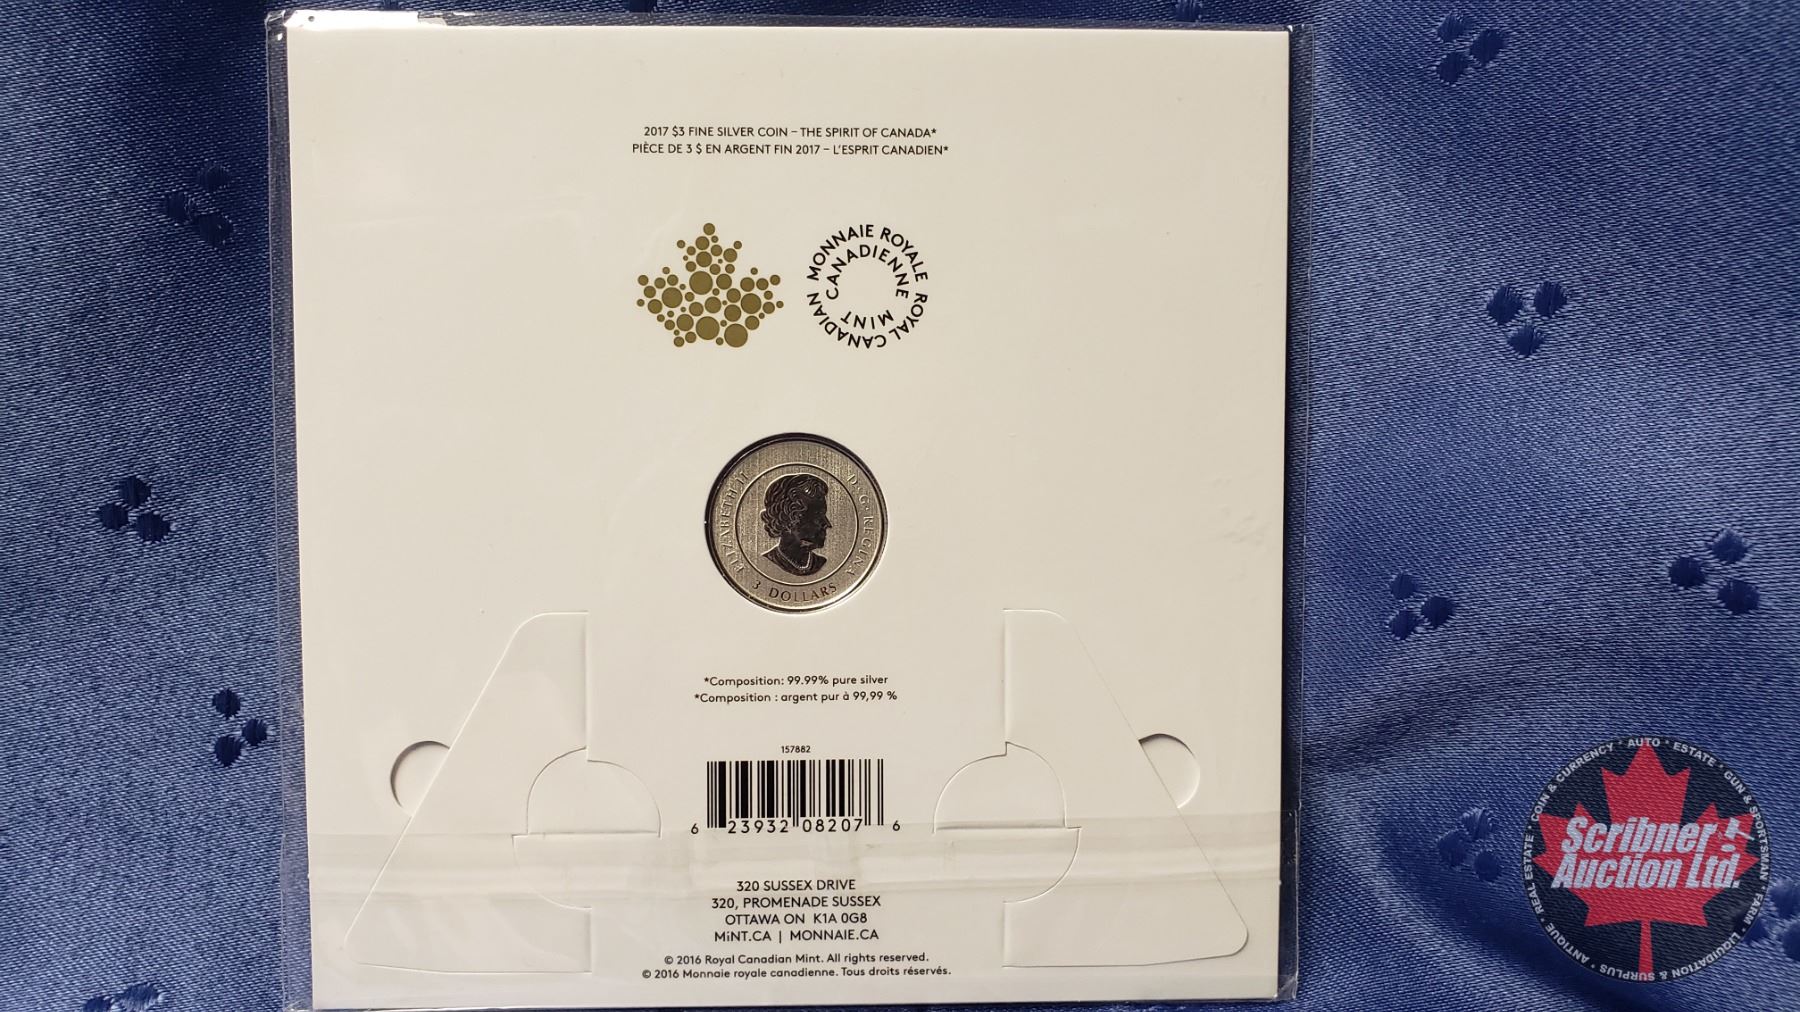 2017 $3 FINE SILVER COIN – THE SPIRIT OF CANADA*
PIÈCE DE 3 $ EN ARGENT FIN 2017 – L'ESPRIT CANADIEN*
MONNAIE ROYALE CANADIENNE
ROYAL CANADIAN MINT
ELIZABETH II D·G·REGINA
3 DOLLARS
*Composition: 99.99% pure silver
*Composition : argent pur à 99,99 %
157882
6 23932 08207 6
320 SUSSEX DRIVE
320, PROMENADE SUSSEX
OTTAWA ON K1A 0G8
MiNT.CA | MONNAIE.CA
© 2016 Royal Canadian Mint. All rights reserved.
© 2016 Monnaie royale canadienne. Tous droits réservés.
Scribner
Auction Ltd.
ANTIQUE * REAL ESTATE * COIN & CURRENCY * AUTO * ESTATE * GUN & SPORTSMAN * FARM * LIQUIDATION & SURPLUS *